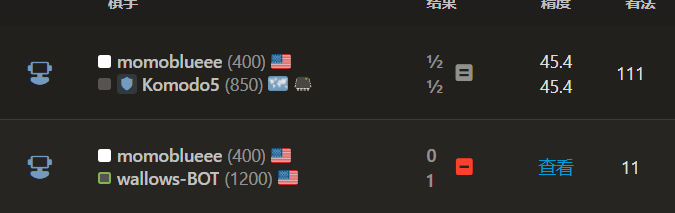 棋手 结果 精度 着法
momoblueee (400) ½ 45.4
Komodo5 (850) ½ 45.4 111
momoblueee (400) 0
wallows-BOT (1200) 1 查看 11